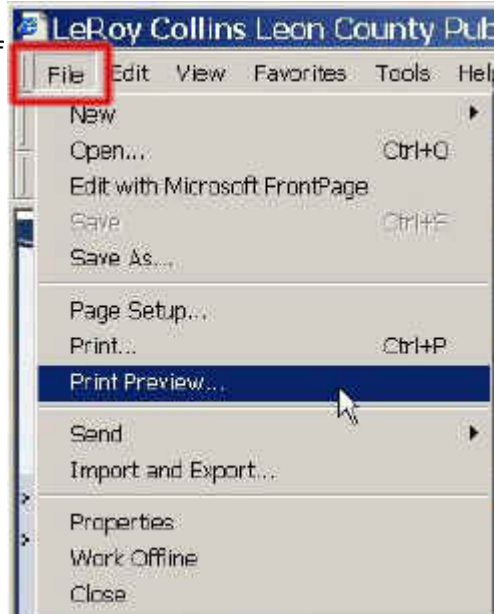 LeRoy Collins Leon County Pub
File Edit View Favorites Tools Help
New
Open... Ctrl+O
Edit with Microsoft FrontPage
Save Ctrl+S
Save As...
Page Setup...
Print... Ctrl+P
Print Preview...
Send
Import and Export...
Properties
Work Offline
Close